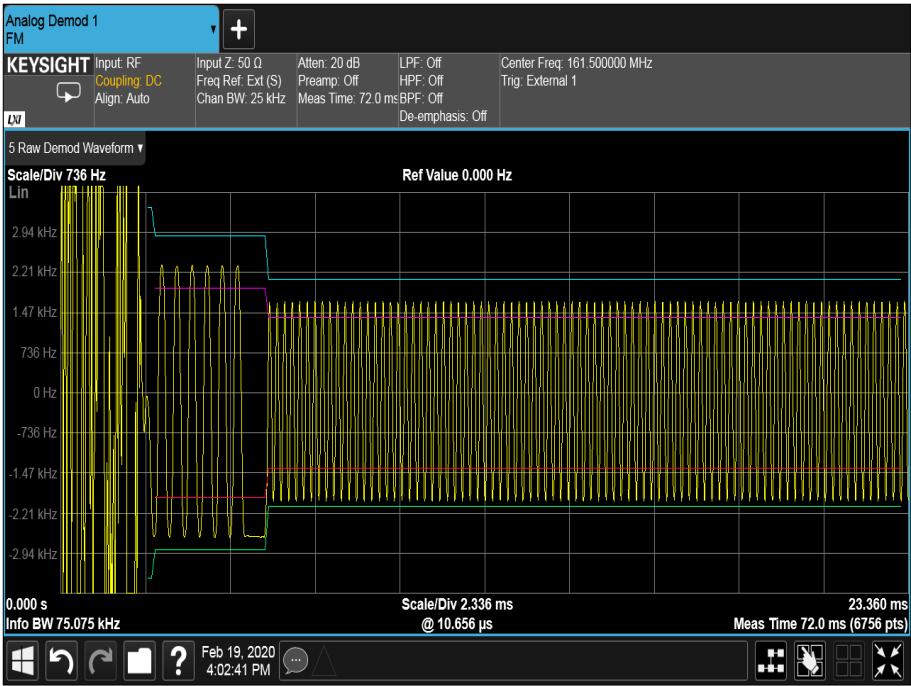 Analog Demod 1
FM
KEYSIGHT
Input: RF
Coupling: DC
Align: Auto
Input Z: 50 Ω
Freq Ref: Ext (S)
Chan BW: 25 kHz
Atten: 20 dB
Preamp: Off
Meas Time: 72.0 ms
LPF: Off
HPF: Off
BPF: Off
De-emphasis: Off
Center Freq: 161.500000 MHz
Trig: External 1
LXI
5 Raw Demod Waveform
Scale/Div 736 Hz
Ref Value 0.000 Hz
Lin
2.94 kHz
2.21 kHz
1.47 kHz
736 Hz
0 Hz
-736 Hz
-1.47 kHz
-2.21 kHz
-2.94 kHz
0.000 s
Scale/Div 2.336 ms
23.360 ms
Info BW 75.075 kHz
@ 10.656 µs
Meas Time 72.0 ms (6756 pts)
Feb 19, 2020
4:02:41 PM